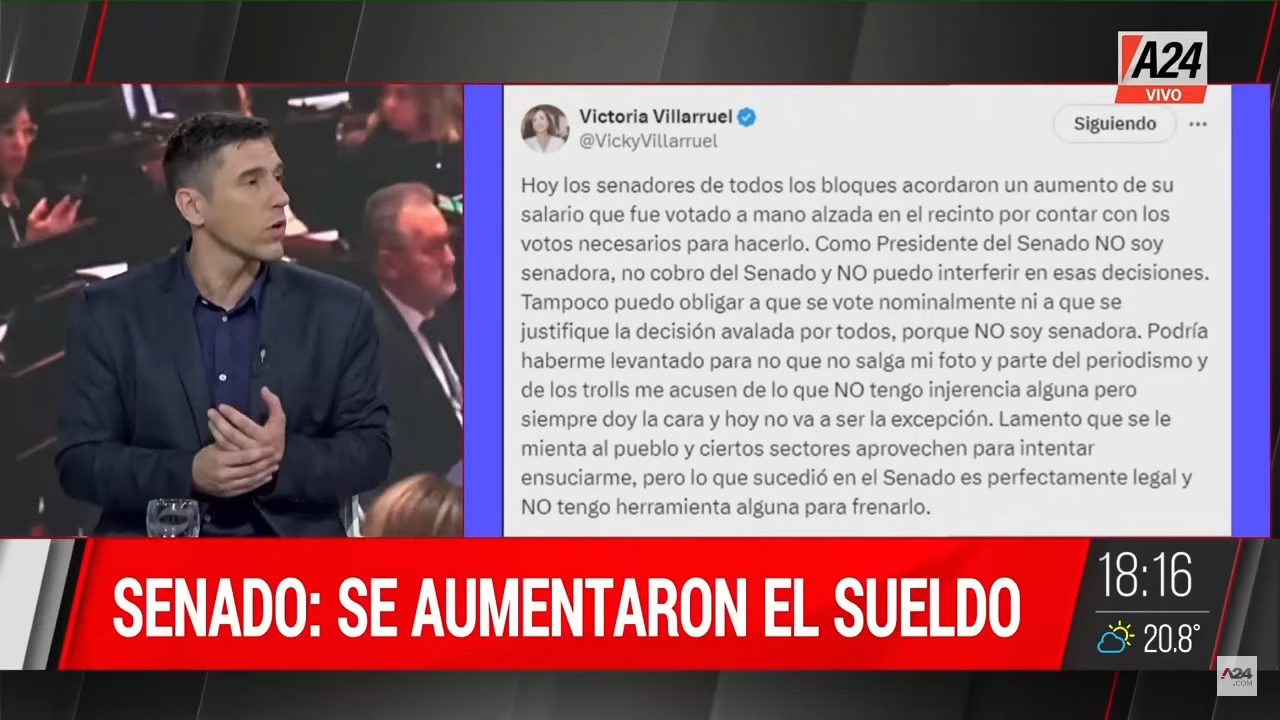 A24
VIVO
Victoria Villarruel
@VickyVillarruel
Siguiendo
Hoy los senadores de todos los bloques acordaron un aumento de su
salario que fue votado a mano alzada en el recinto por contar con los
votos necesarios para hacerlo. Como Presidente del Senado NO soy
senadora, no cobro del Senado y NO puedo interferir en esas decisiones.
Tampoco puedo obligar a que se vote nominalmente ni a que se
justifique la decisión avalada por todos, porque NO soy senadora. Podría
haberme levantado para no que no salga mi foto y parte del periodismo y
de los trolls me acusen de lo que NO tengo injerencia alguna pero
siempre doy la cara y hoy no va a ser la excepción. Lamento que se le
mienta al pueblo y ciertos sectores aprovechen para intentar
ensuciarme, pero lo que sucedió en el Senado es perfectamente legal y
NO tengo herramienta alguna para frenarlo.
SENADO: SE AUMENTARON EL SUELDO
18:16
20.8°
A24
.COM